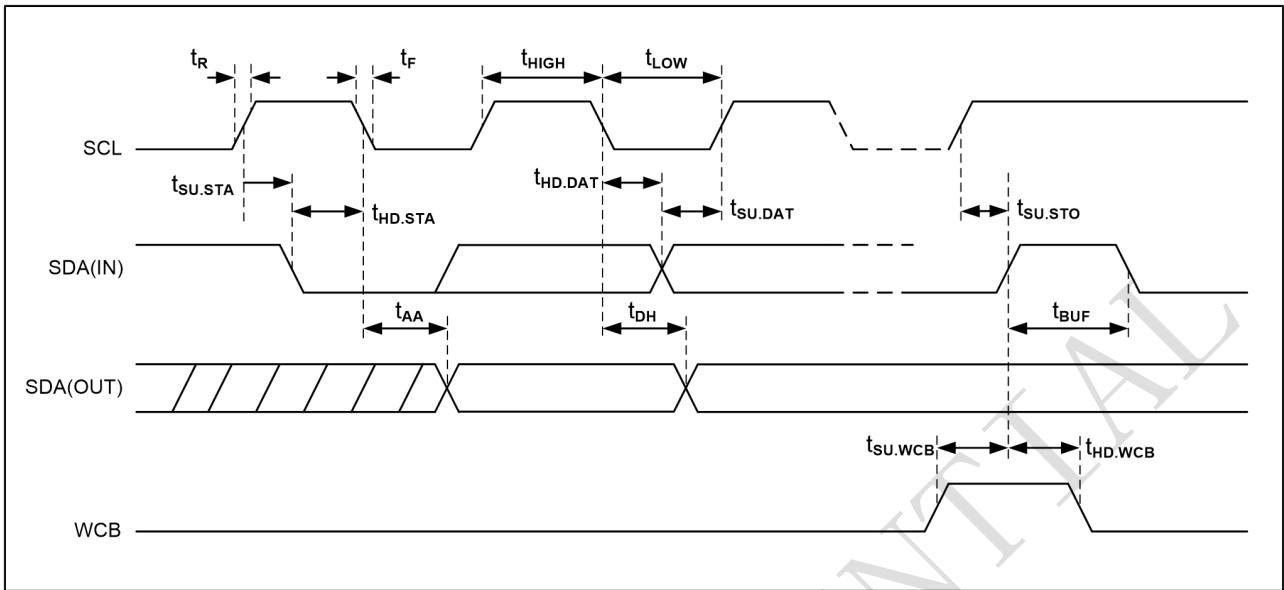 tR
tF
tHIGH
tLOW
SCL
tSU.STA
tHD.STA
tHD.DAT
tSU.DAT
tSU.STO
SDA(IN)
tAA
tDH
tBUF
SDA(OUT)
tSU.WCB
tHD.WCB
WCB
NTIAL